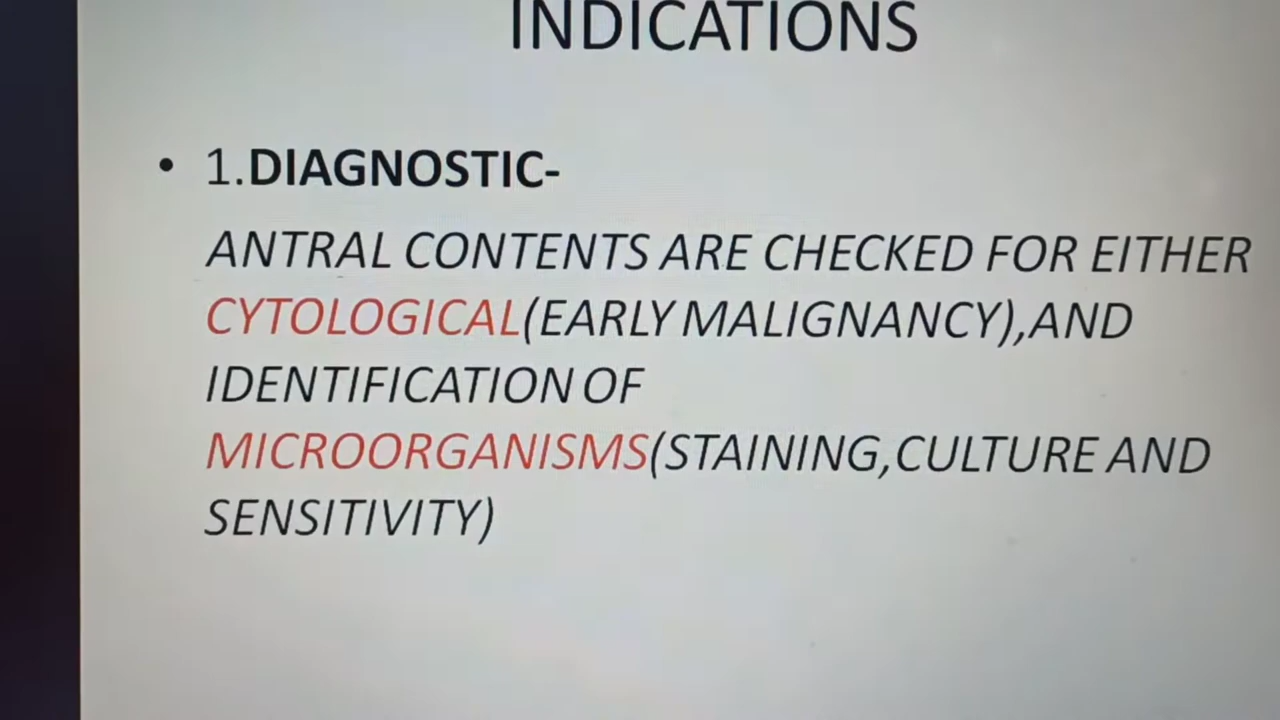 INDICATIONS
• 1.DIAGNOSTIC-
ANTRAL CONTENTS ARE CHECKED FOR EITHER
CYTOLOGICAL(EARLY MALIGNANCY),AND
IDENTIFICATION OF
MICROORGANISMS(STAINING,CULTURE AND
SENSITIVITY)